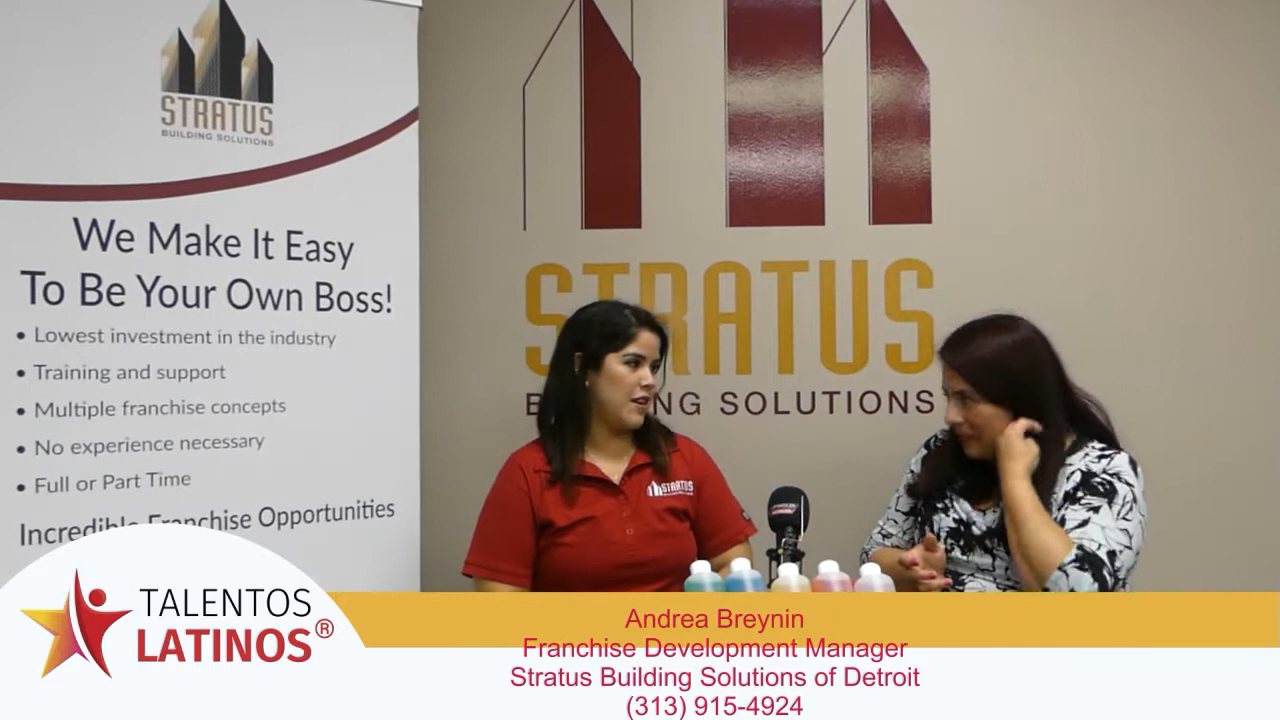 STRATUS
BUILDING SOLUTIONS
We Make It Easy
To Be Your Own Boss!
• Lowest investment in the industry
• Training and support
• Multiple franchise concepts
• No experience necessary
• Full or Part Time
Incredible Franchise Opportunities
STRATUS
BUILDING SOLUTIONS
STRATUS
TALENTOS
LATINOS®
Andrea Breynin
Franchise Development Manager
Stratus Building Solutions of Detroit
(313) 915-4924